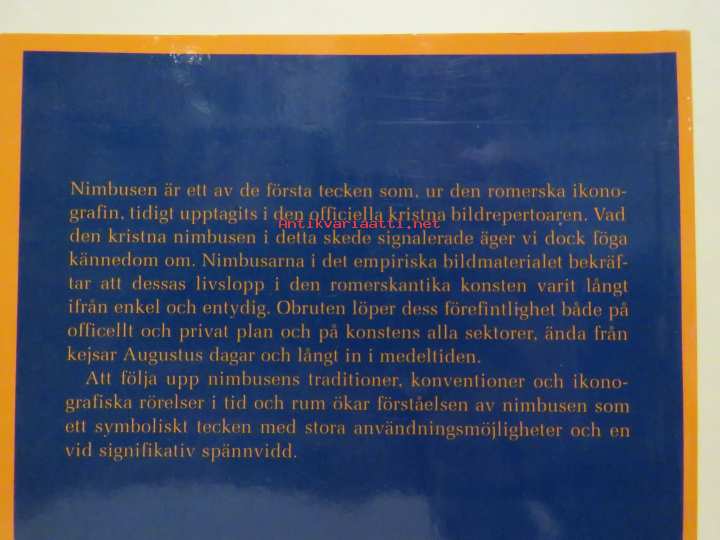 Nimbusen är ett av de första tecken som, ur den romerska ikono-
grafin, tidigt upptagits i den officiella kristna bildrepertoaren. Vad
Antikvariaatti.net
den kristna nimbusen i detta skede signalerade äger vi dock föga
kännedom om. Nimbusarna i det empiriska bildmaterialet bekräf-
tar att dessas livslopp i den romerskantika konsten varit långt
ifrån enkel och entydig. Obruten löper dess förefintlighet både på
officellt och privat plan och på konstens alla sektorer, ända från
kejsar Augustus dagar och långt in i medeltiden.
Att följa upp nimbusens traditioner, konventioner och ikono-
grafiska rörelser i tid och rum ökar förståelsen av nimbusen som
ett symboliskt tecken med stora användningsmöjligheter och en
vid signifikativ spännvidd.